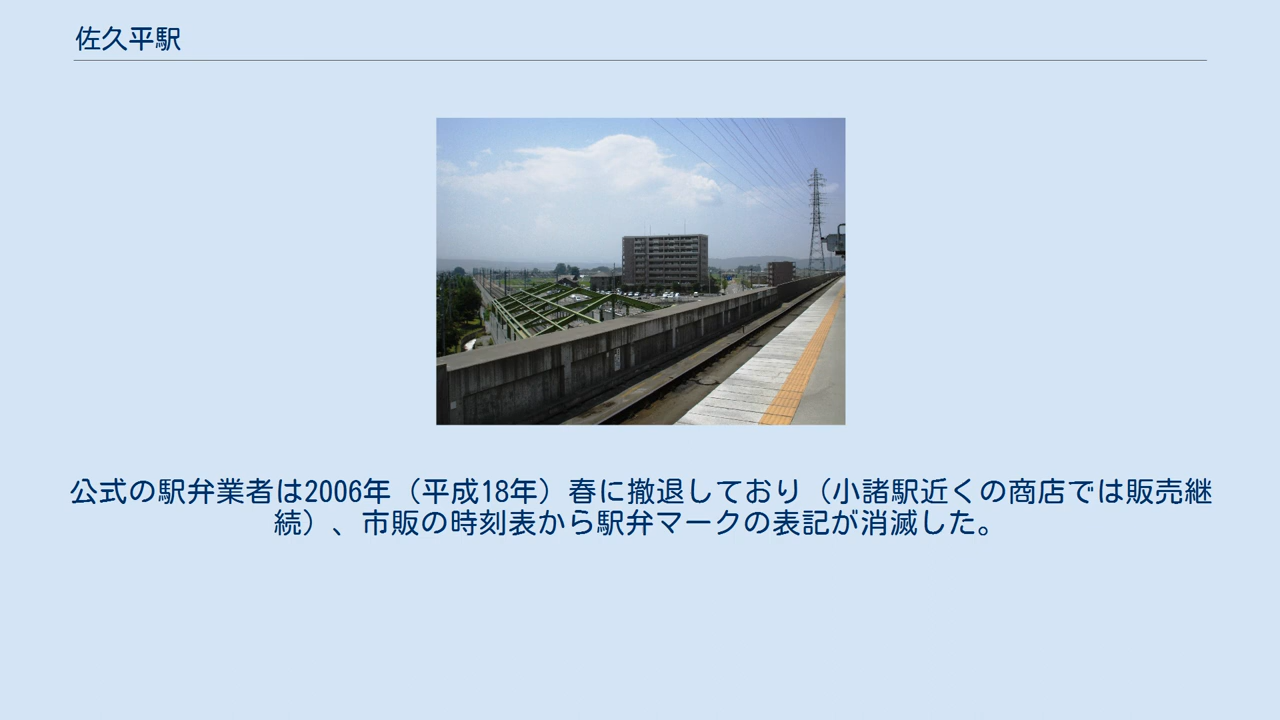 佐久平駅
公式の駅弁業者は2006年（平成18年）春に撤退しており（小諸駅近くの商店では販売継
続）、市販の時刻表から駅弁マークの表記が消滅した。